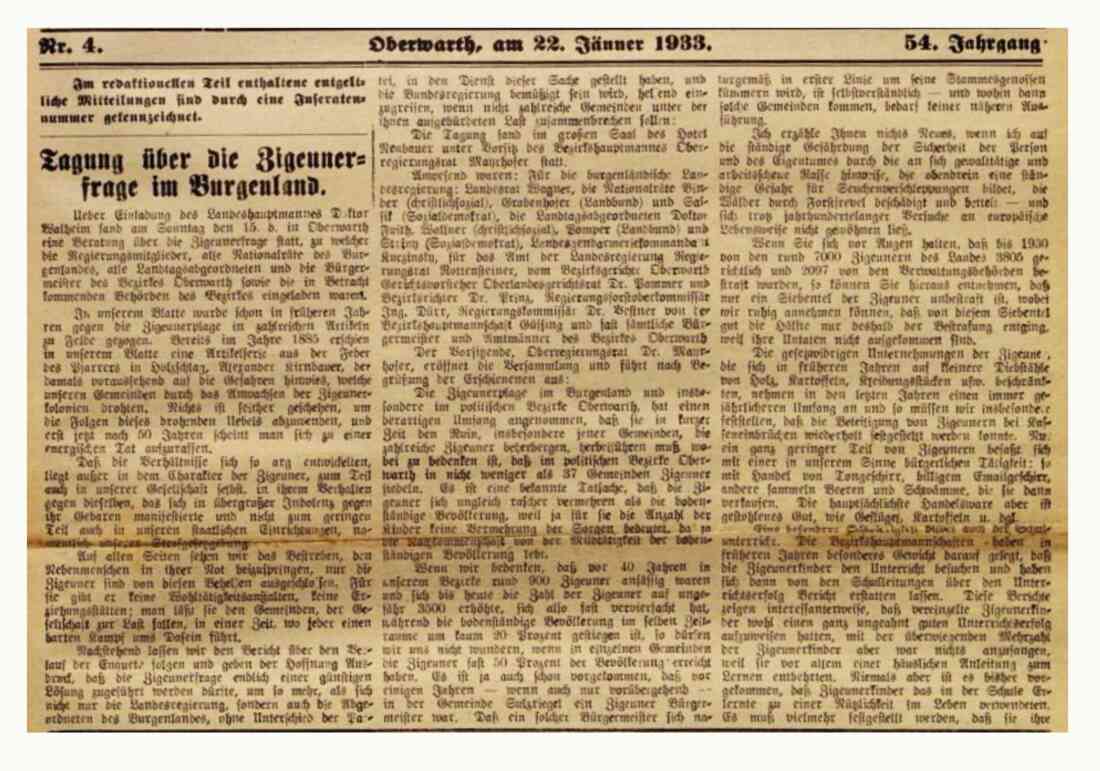 Nr. 4.
Oberwarth, am 22. Jänner 1933.
54. Jahrgang
Im redaktionellen Teil enthaltene entgelt-
liche Mitteilungen sind durch eine Inseraten-
nummer gekennzeichnet.
Tagung über die Zigeuner-
frage im Burgenland.
Ueber Einladung des Landeshauptmannes Doktor
Walheim fand am Sonntag den 15. d. in Oberwarth
eine Beratung über die Zigeunerfrage statt, zu welcher
die Regierungsmitglieder, alle Nationalräte des Bur-
genlandes, alle Landtagsabgeordneten und die Bürger-
meister des Bezirkes Oberwarth sowie die in Betracht
kommenden Behörden des Bezirkes eingeladen waren.
In unserem Blatte wurde schon in früheren Jah-
ren gegen die Zigeunerplage in zahlreichen Artikeln
zu Felde gezogen. Bereits im Jahre 1885 erschien
in unserem Blatte eine Artikelserie aus der Feder
des Pfarrers in Holzschlag, Alexander Kirnbauer, der
damals voraussehend auf die Gefahren hinwies, welche
unseren Gemeinden durch das Anwachsen der Zigeuner-
kolonien drohten. Nichts ist seither geschehen, um
die Folgen dieses drohenden Uebels abzuwenden, und
erst jetzt nach 50 Jahren scheint man sich zu einer
energischen Tat aufzuraffen.
Daß die Verhältnisse sich so arg entwickelten,
liegt außer in dem Charakter der Zigeuner, zum Teil
auch in unserer Gesellschaft selbst, in ihrem Verhalten
gegen dieselben, das sich in übergroßer Indolenz gegen
ihr Gebaren manifestierte und nicht zum geringen
Teil auch in unseren staatlichen Einrichtungen, na-
mentlich unserer Strafgesetzgebung.
Auf allen Seiten sehen wir das Bestreben, den
Nebenmenschen in ihrer Not beizuspringen, nur die
Zigeuner sind von diesen Behelfen ausgeschlossen. Für
sie gibt er keine Wohltätigkeitsanstalten, keine Er-
ziehungsstätten; man läßt sie den Gemeinden, der Ge-
sellschaft zur Last fallen, in einer Zeit, wo jeder einen
harten Kampf ums Dasein führt.
Nachstehend lassen wir den Bericht über den Ver-
lauf der Enquete folgen und geben der Hoffnung Aus-
druck, daß die Zigeunerfrage endlich einer günstigen
Lösung zugeführt werden dürfte, um so mehr, als sich
nicht nur die Landesregierung, sondern auch die Abge-
ordneten des Burgenlandes, ohne Unterschied der Par-
tei, in den Dienst dieser Sache gestellt haben, und
die Bundesregierung bemüßigt sein wird, helfend ein-
zugreifen, wenn nicht zahlreiche Gemeinden unter der
ihnen aufgebürdeten Last zusammenbrechen sollen:
Die Tagung fand im großen Saal des Hotel
Neubauer unter Vorsitz des Bezirkshauptmannes Ober-
regierungsrat Mayrhofer statt.
Anwesend waren: Für die burgenländische Lan-
desregierung: Landesrat Wagner, die Nationalräte Bin-
der (christlichsozial), Grabenhofer (Landbund) und Sai-
sik (Sozialdemokrat), die Landtagsabgeordneten Doktor
Frith, Wollner (christlichsozial), Pomper (Landbund) und
(Sozialdemokrat), Landesgendarmeriekommandant
Kuczinsku, für das Amt der Landesregierung Regie-
rungsrat Rottensteiner, vom Bezirksgericht Oberwarth
Gerichtsvorsteher Oberlandesgerichtsrat Dr. Pammer und
Bezirksrichter Dr. Prinz, Regierungsforstoberkommissär
Ing. Dürr, Regierungskommissär Dr. Vestner von der
Bezirkshauptmannschaft Güssing und fast sämtliche Bür-
germeister und Amtmänner des Bezirkes Oberwarth
Der Vorsitzende, Oberregierungsrat Dr. Mayr-
hofer, eröffnet die Versammlung und führt nach Be-
grüßung der Erschienenen aus:
Die Zigeunerplage im Burgenland und insbe-
sondere im politischen Bezirke Oberwarth, hat einen
derartigen Umfang angenommen, daß sie in kurzer
Zeit den Ruin, insbesondere jener Gemeinden, die
zahlreiche Zigeuner beherbergen, herbeiführen muß, wo-
bei zu bedenken ist, daß im politischen Bezirke Ober-
warth in nicht weniger als 37 Gemeinden Zigeuner
siedeln. Es ist eine bekannte Tatsache, daß die Zi-
geuner sich ungleich rascher vermehren als die boden-
ständige Bevölkerung, weil ja für sie die Anzahl der
Kinder keine Vermehrung der Sorgen bedeutet, da ja
die Nachkommenschaft von der Mildtätigkeit der boden-
ständigen Bevölkerung lebt.
Wenn wir bedenken, daß vor 40 Jahren in
unserem Bezirke rund 900 Zigeuner ansässig waren
und sich bis heute die Zahl der Zigeuner auf unge-
fähr 3500 erhöhte, sich also fast vervierfacht hat,
während die bodenständige Bevölkerung im selben Zeit-
raume um kaum 20 Prozent gestiegen ist, so dürfen
wir uns nicht wundern, wenn in einzelnen Gemeinden
die Zigeuner fast 50 Prozent der Bevölkerung erreicht
haben. Es ist ja auch schon vorgekommen, daß vor
einigen Jahren — wenn auch nur vorübergehend —
in der Gemeinde Sulzriegel ein Zigeuner Bürger-
meister war. Daß ein solcher Bürgermeister sich na-
turgemäß in erster Linie um seine Stammesgenossen
kümmern wird, ist selbstverständlich — und wohin dann
solche Gemeinden kommen, bedarf keiner näheren Aus-
führung.
Ich erzähle Ihnen nichts Neues, wenn ich auf
die ständige Gefährdung der Sicherheit der Person
und des Eigentumes durch die an sich gewalttätige und
arbeitsscheue Rasse hinweise, die obendrein eine stän-
dige Gefahr für Seuchenverschleppungen bildet, die
Wälder durch Forstfrevel beschädigt und bettelt — und
sich trotz jahrhundertelanger Versuche an europäische
Lebensweise nicht gewöhnen ließ.
Wenn Sie sich vor Augen halten, daß bis 1930
von den rund 7000 Zigeunern des Landes 3805 ge-
richtlich und 2097 von den Verwaltungsbehörden be-
straft wurden, so können Sie hieraus entnehmen, daß
nur ein Siebentel der Zigeuner unbestraft ist, wobei
wir ruhig annehmen können, daß von diesem Siebentel
gut die Hälfte nur deshalb der Bestrafung entging,
weil ihre Untaten nicht aufgekommen sind.
Die gesetzwidrigen Unternehmungen der Zigeuner,
die sich in früheren Jahren auf kleinere Diebstähle
von Holz, Kartoffeln, Kleidungsstücken usw. beschränk-
ten, nehmen in den letzten Jahren einen immer ge-
fährlicheren Umfang an und so müssen wir insbesondere
feststellen, daß die Beteiligung von Zigeunern bei Kas-
seneinbrüchen wiederholt festgestellt werden konnte. Nur
ein ganz geringer Teil von Zigeunern befaßt sich
mit einer in unserem Sinne bürgerlichen Tätigkeit: so
mit Handel von Tongeschirr, billigem Emailgeschirr,
andere sammeln Beeren und Schwämme, die sie dann
verkaufen. Die hauptsächlichste Handelsware aber ist
gestohlenes Gut, wie Geflügel, Kartoffeln u. dgl.
Eine besondere
unterricht. Die Bezirkshauptmannschaften haben in
früheren Jahren besonderes Gewicht darauf gelegt, daß
die Zigeunerkinder den Unterricht besuchen und haben
sich dann von den Schulleitungen über den Unter-
richtserfolg Bericht erstatten lassen. Diese Berichte
zeigen interessanterweise, daß vereinzelte Zigeunerkin-
der wohl einen ganz ungeahnt guten Unterrichtserfolg
aufzuweisen hatten, mit der überwiegenden Mehrzahl
der Zigeunerkinder aber war nichts anzufangen,
weil sie vor allem einer häuslichen Anleitung zum
Lernen entbehrten. Niemals aber ist es bisher vor-
gekommen, daß Zigeunerkinder das in der Schule Er-
lernte zu einer Nützlichkeit im Leben verwendeten.
Es muß vielmehr festgestellt werden, daß sie ihre